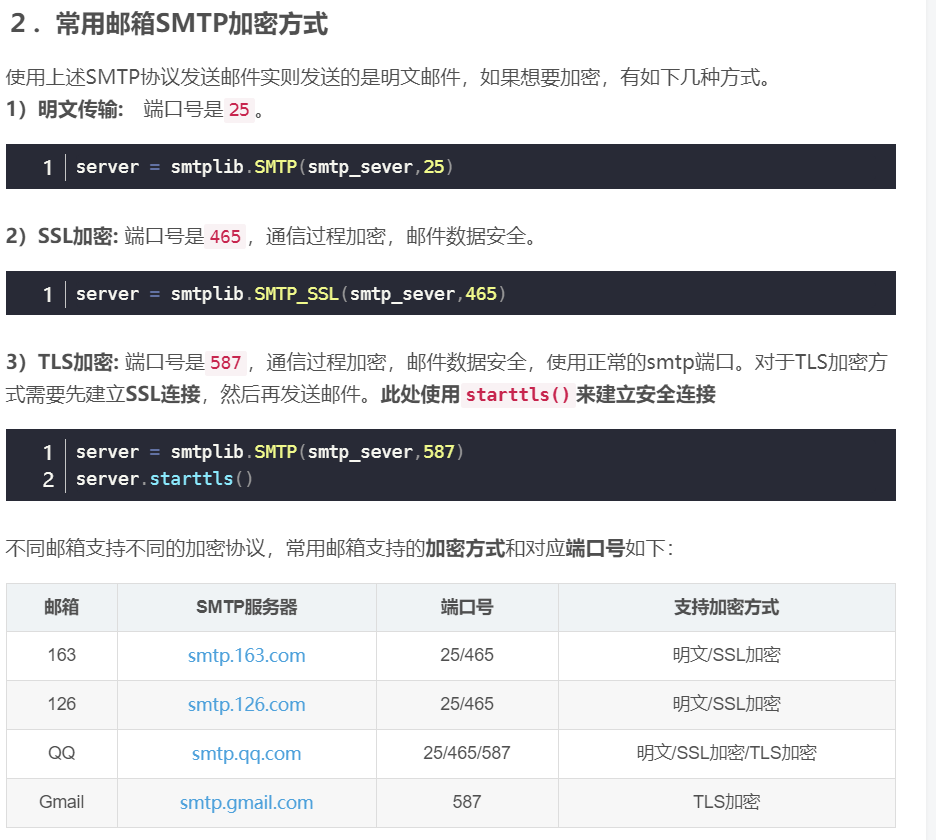 2．常用邮箱SMTP加密方式
使用上述SMTP协议发送邮件实则发送的是明文邮件，如果想要加密，有如下几种方式。
1）明文传输: 端口号是 25 。
1 server = smtplib.SMTP(smtp_sever,25)
2）SSL加密: 端口号是 465 ，通信过程加密，邮件数据安全。
1 server = smtplib.SMTP_SSL(smtp_sever,465)
3）TLS加密: 端口号是 587 ，通信过程加密，邮件数据安全，使用正常的smtp端口。对于TLS加密方
式需要先建立SSL连接，然后再发送邮件。此处使用 starttls() 来建立安全连接
1 server = smtplib.SMTP(smtp_sever,587)
2 server.starttls()
不同邮箱支持不同的加密协议，常用邮箱支持的加密方式和对应端口号如下：
邮箱 SMTP服务器 端口号 支持加密方式
163 smtp.163.com 25/465 明文/SSL加密
126 smtp.126.com 25/465 明文/SSL加密
QQ smtp.qq.com 25/465/587 明文/SSL加密/TLS加密
Gmail smtp.gmail.com 587 TLS加密